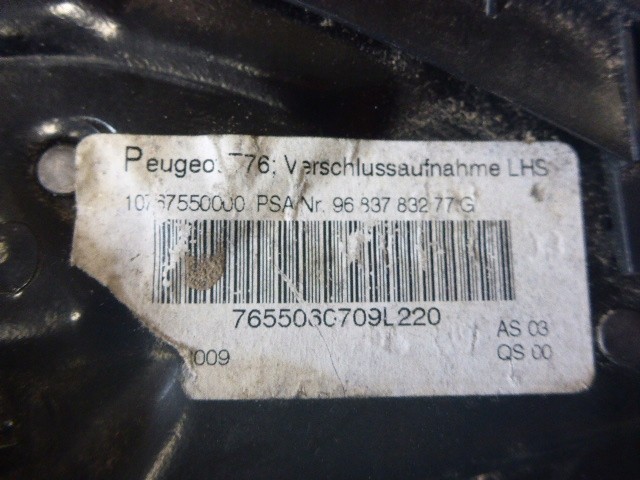 Peugeot T76; Verschlussaufnahme LHS
10767550000 PSA Nr. 96 837 832 77 G
7655060709L220
AS 03
009 QS 00